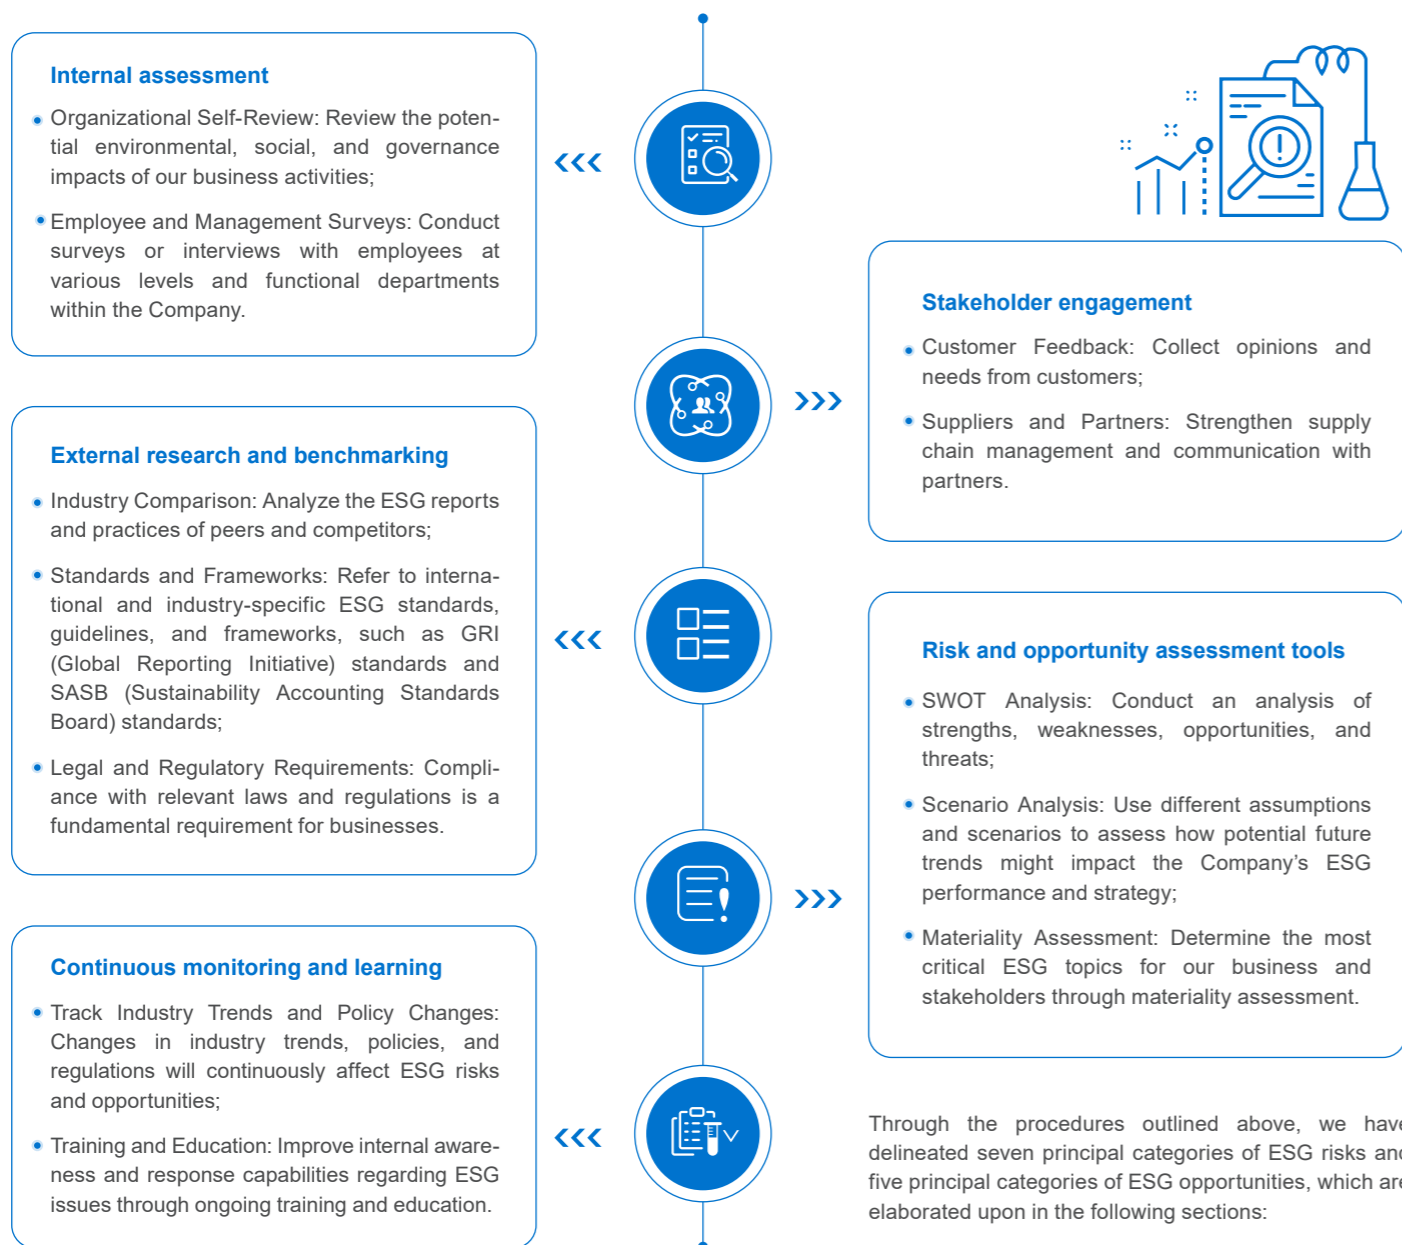 Internal assessment
Organizational Self-Review: Review the poten-
tial environmental, social, and governance
impacts of our business activities;
Employee and Management Surveys: Conduct
surveys or interviews with employees at
various levels and functional departments
within the Company.
Stakeholder engagement
Customer Feedback: Collect opinions and
needs from customers;
Suppliers and Partners: Strengthen supply
chain management and communication with
partners.
External research and benchmarking
Industry Comparison: Analyze the ESG reports
and practices of peers and competitors;
Standards and Frameworks: Refer to interna-
tional and industry-specific ESG standards,
guidelines, and frameworks, such as GRI
(Global Reporting Initiative) standards and
SASB (Sustainability Accounting Standards
Board) standards;
Legal and Regulatory Requirements: Compli-
ance with relevant laws and regulations is a
fundamental requirement for businesses.
Risk and opportunity assessment tools
SWOT Analysis: Conduct an analysis of
strengths, weaknesses, opportunities, and
threats;
Scenario Analysis: Use different assumptions
and scenarios to assess how potential future
trends might impact the Company's ESG
performance and strategy;
Materiality Assessment: Determine the most
critical ESG topics for our business and
stakeholders through materiality assessment.
Continuous monitoring and learning
Track Industry Trends and Policy Changes:
Changes in industry trends, policies, and
regulations will continuously affect ESG risks
and opportunities;
Training and Education: Improve internal aware-
ness and response capabilities regarding ESG
issues through ongoing training and education.
Through the procedures outlined above, we have
delineated seven principal categories of ESG risks and
five principal categories of ESG opportunities, which are
elaborated upon in the following sections: